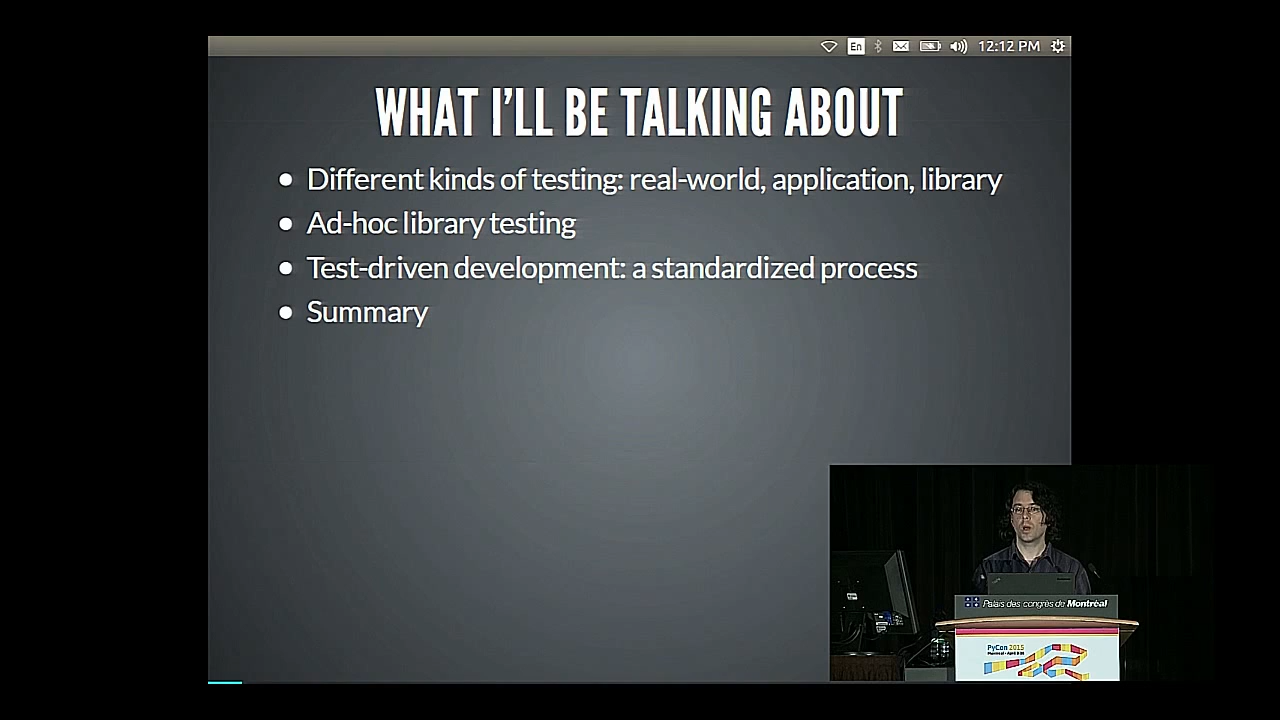 En
12:12 PM
WHAT I'LL BE TALKING ABOUT
Different kinds of testing: real-world, application, library
Ad-hoc library testing
Test-driven development: a standardized process
Summary
Palais des congrès de Montréal
PyCon 2015